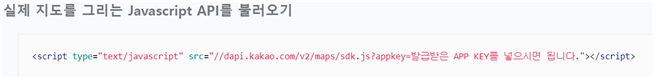 실제 지도를 그리는 Javascript API를 불러오기
<script type="text/javascript" src="//dapi.kakao.com/v2/maps/sdk.js?appkey=발급받은 APP KEY를 넣으시면 됩니다."></script>